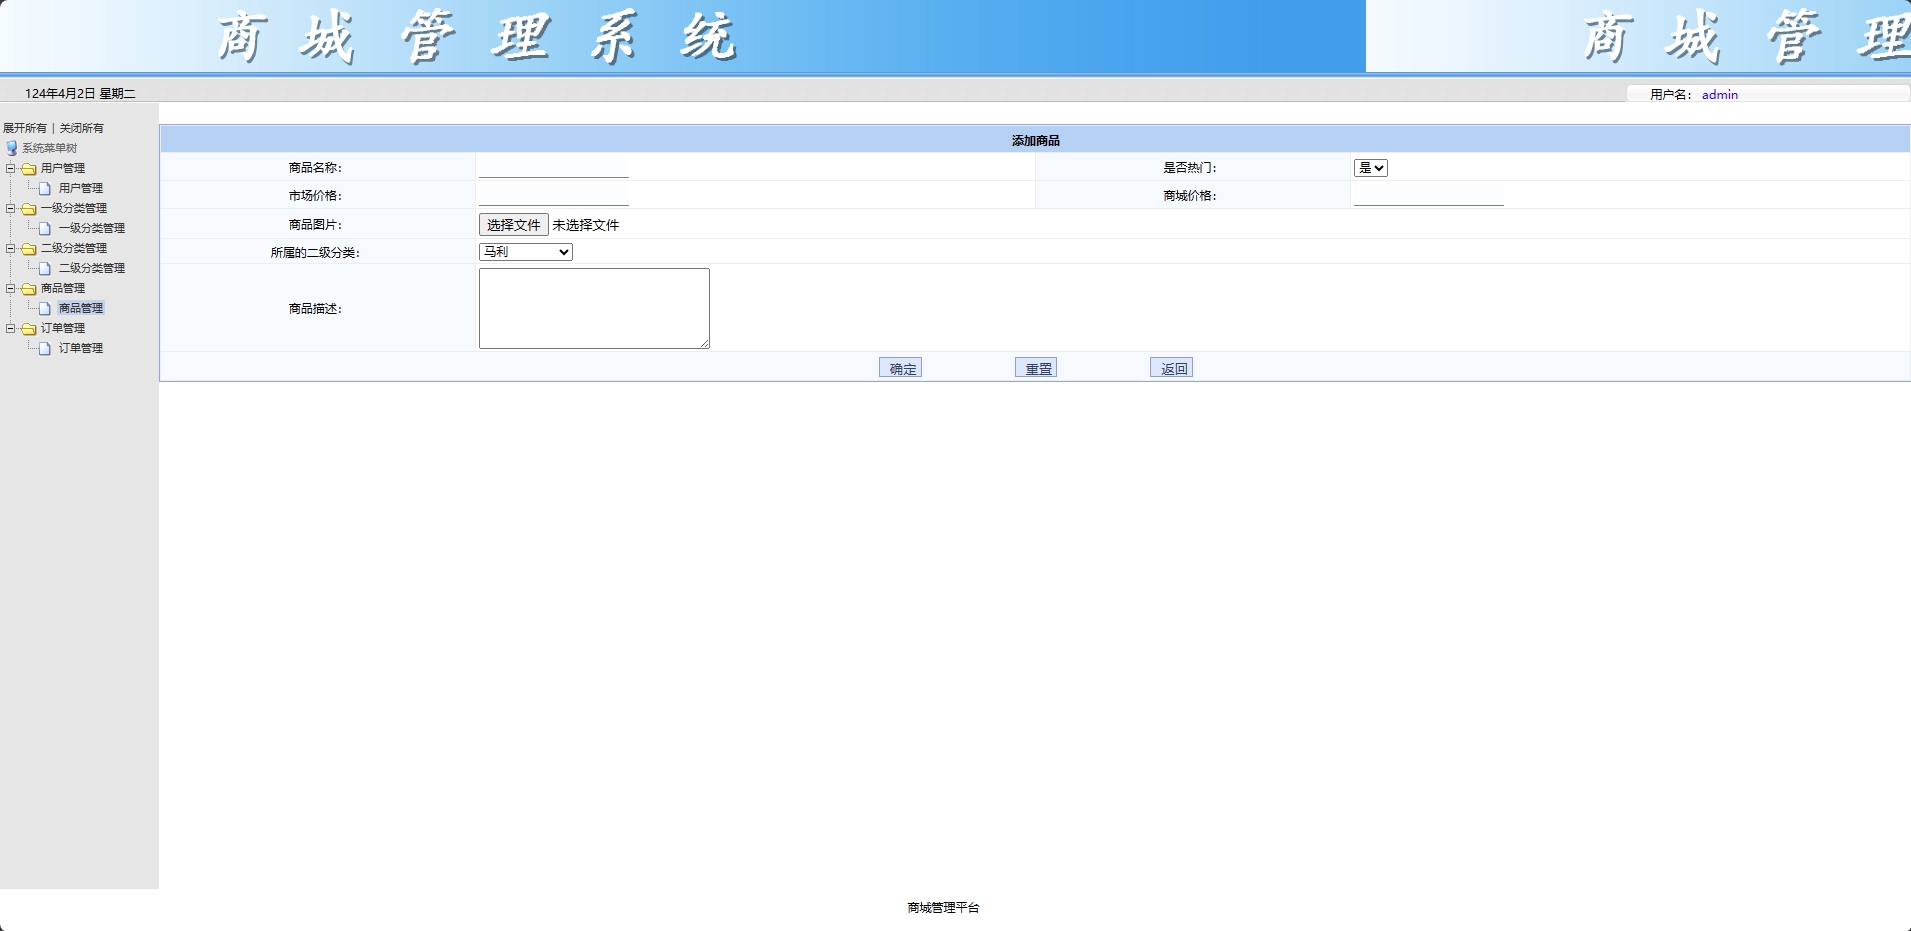 商城管理系统 商城管理
124年4月2日 星期二 用户名： admin
展开所有 | 关闭所有
系统菜单树
用户管理
用户管理
一级分类管理
一级分类管理
二级分类管理
二级分类管理
商品管理
商品管理
订单管理
订单管理
添加商品
商品名称： 是否热门： 是
市场价格： 商城价格：
商品图片： 选择文件 未选择文件
所属的二级分类： 马利
商品描述：
确定 重置 返回
商城管理平台